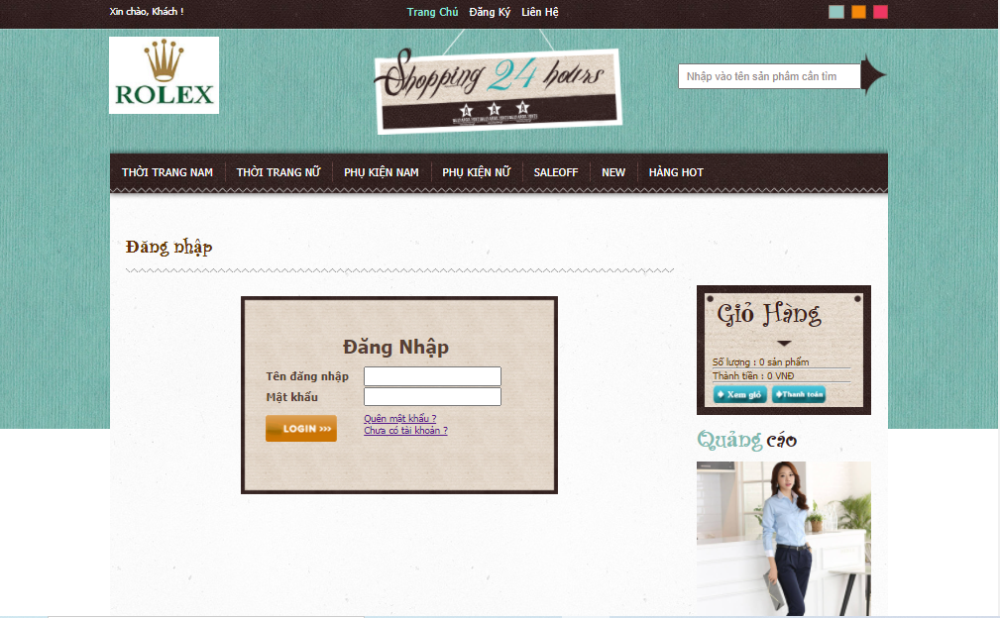 Xin chào, Khách !
Trang Chủ Đăng Ký Liên Hệ
ROLEX
Shopping 24 hours
Nhập vào tên sản phẩm cần tìm
THỜI TRANG NAM THỜI TRANG NỮ PHỤ KIỆN NAM PHỤ KIỆN NỮ SALEOFF NEW HÀNG HOT
Đăng nhập
Đăng Nhập
Tên đăng nhập
Mật khẩu
LOGIN >>>
Quên mật khẩu ?
Chưa có tài khoản ?
Giỏ Hàng
Số lượng : 0 sản phẩm
Thành tiền : 0 VNĐ
Xem giỏ Thanh toán
Quảng cáo